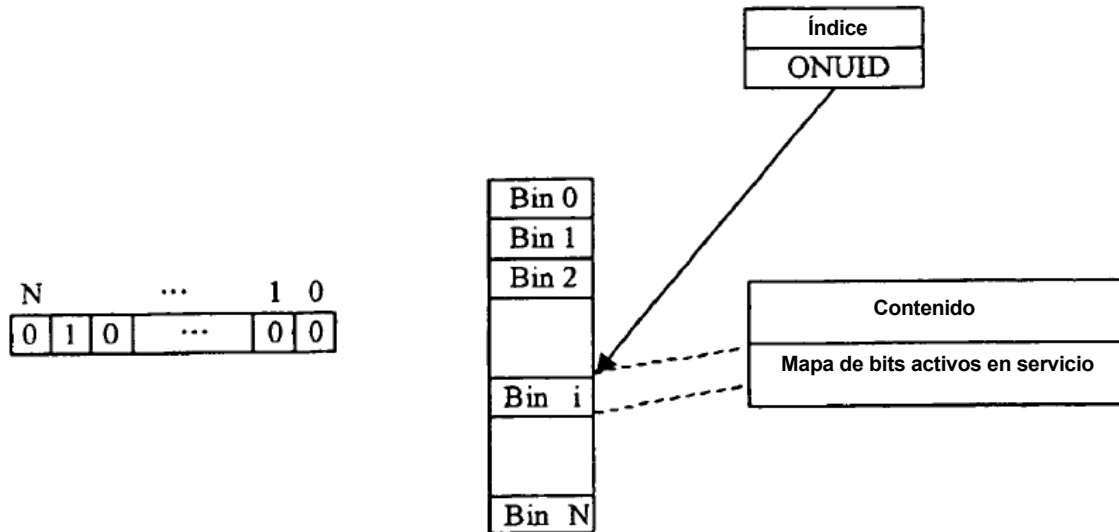 Índice
ONUID
Bin 0
Bin 1
Bin 2
N ... 1 0
0 1 0 ... 0 0
Contenido
Mapa de bits activos en servicio
Bin i
Bin N